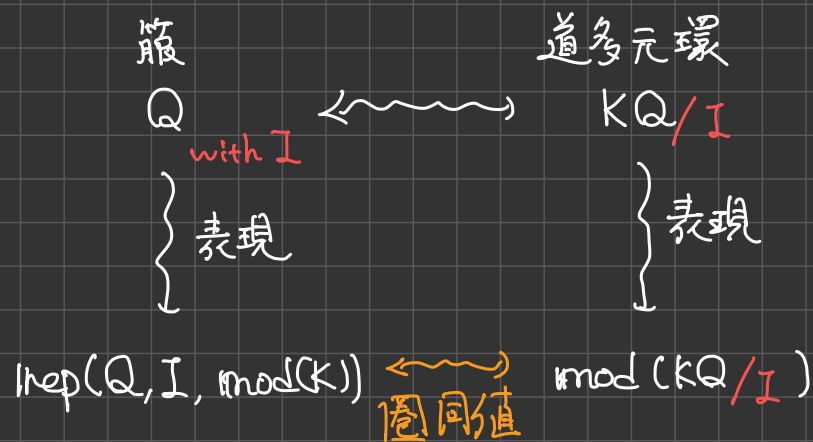 箙 道多元環
Q KQ/I
with I
表現 表現
rep(Q, I, mod(K)) mod(KQ/I)
圏同値